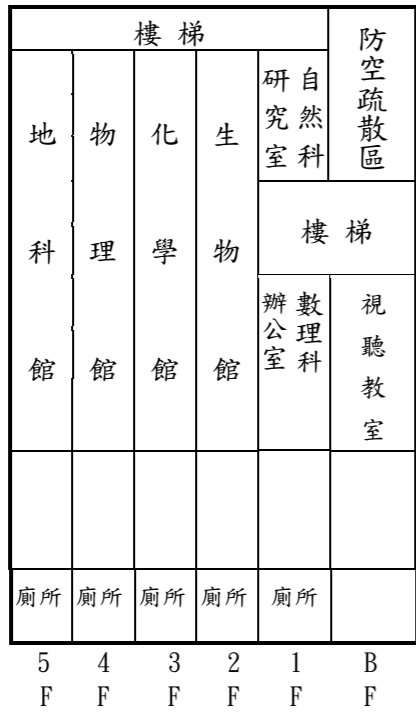 樓梯
防空疏散區
地科館
物理館
化學館
生物館
自然科
研究室
樓梯
數理科
辦公室
視聽教室
廁所
廁所
廁所
廁所
廁所
5F
4F
3F
2F
1F
BF